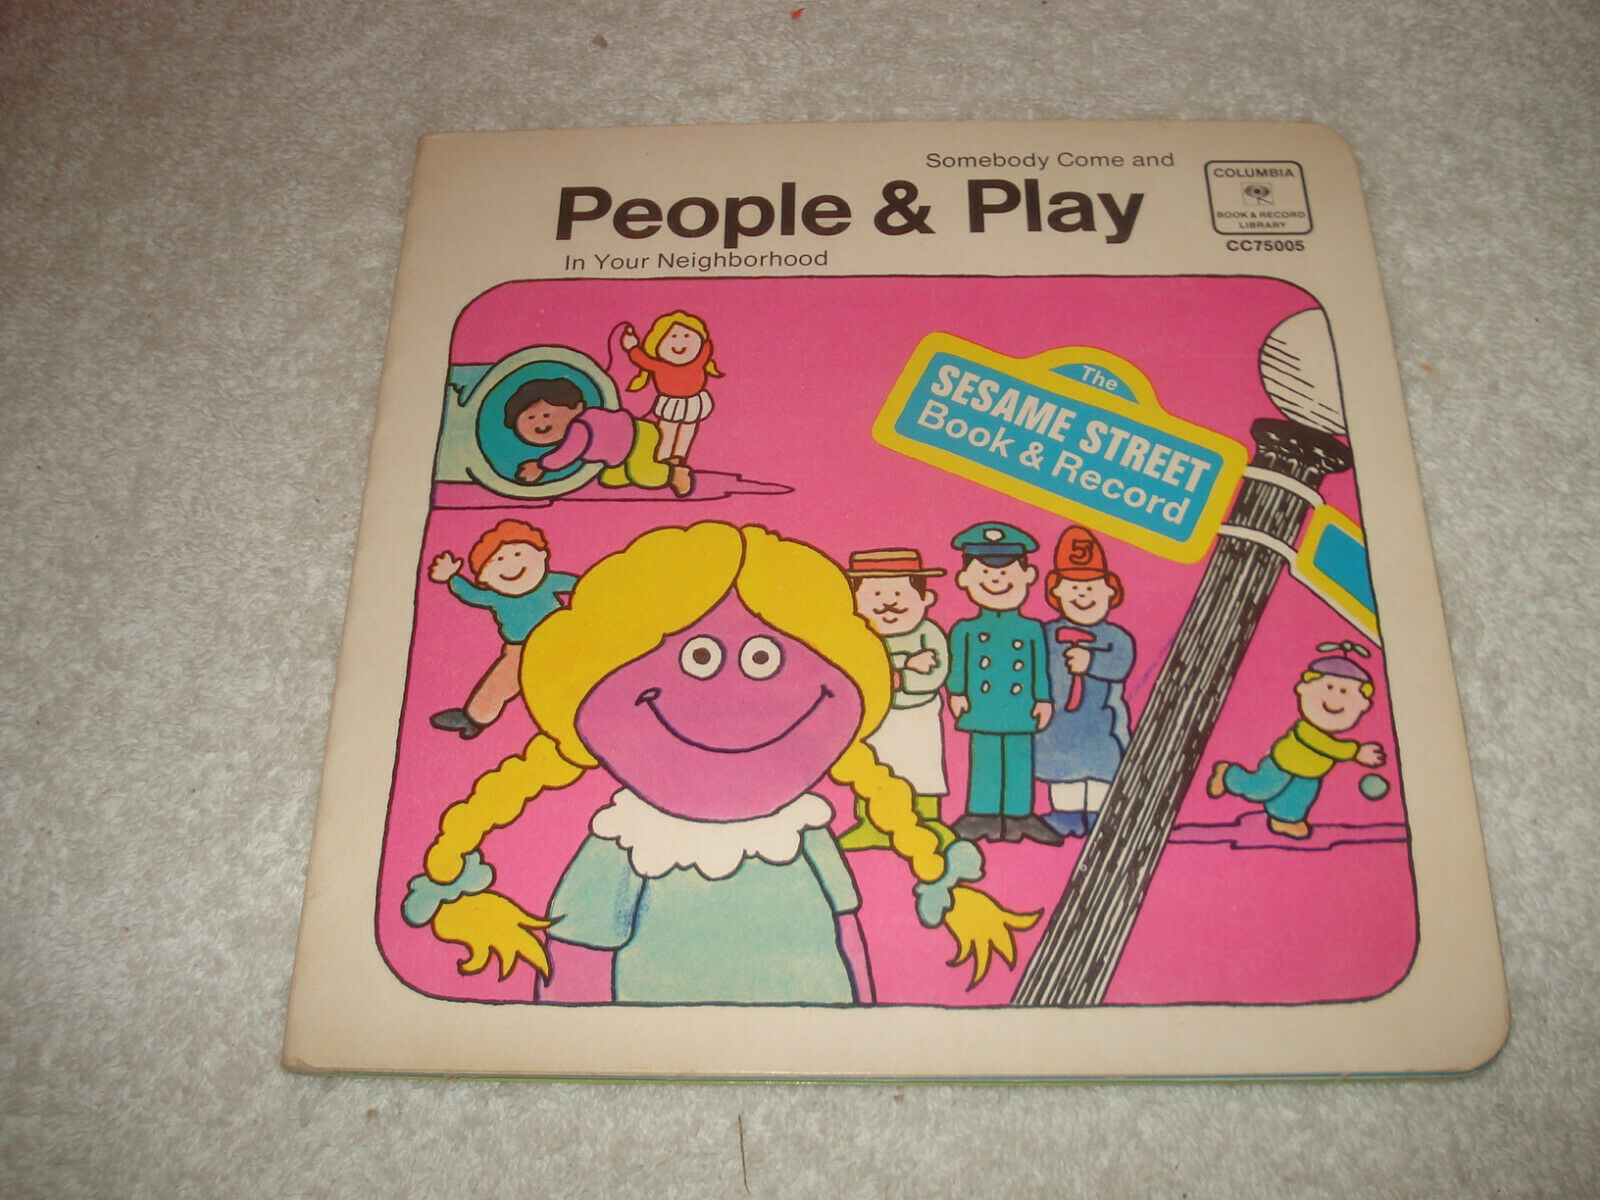 Somebody Come and
People & Play
In Your Neighborhood
COLUMBIA
BOOK & RECORD
LIBRARY
CC75005
The
SESAME STREET
Book & Record
5